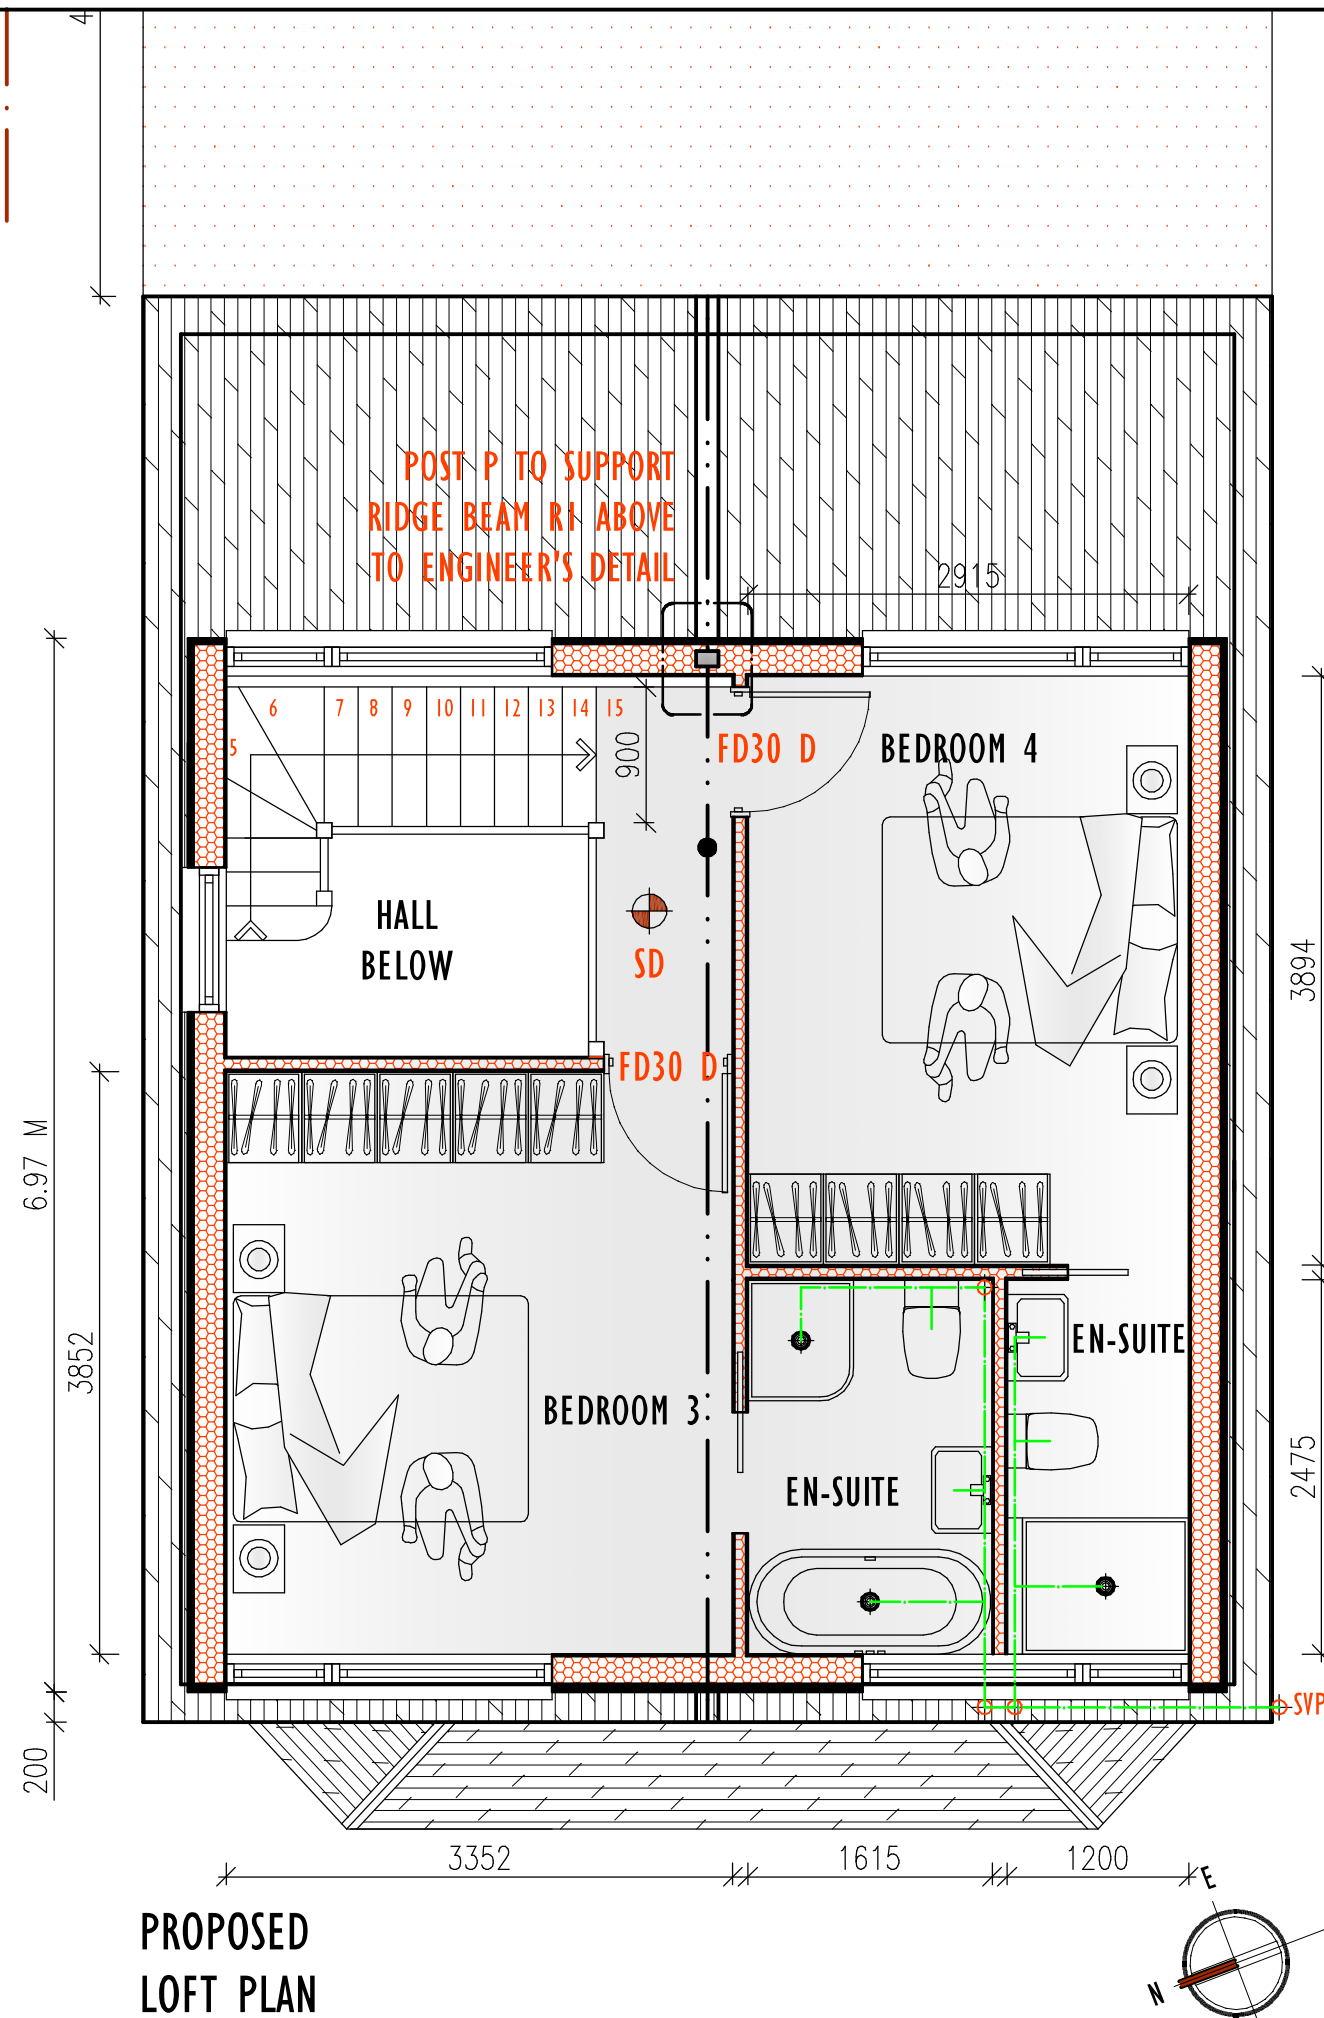 4
POST P TO SUPPORT
RIDGE BEAM R1 ABOVE
TO ENGINEER'S DETAIL
2915
6 7 8 9 10 11 12 13 14 15
5
900
FD30 D
BEDROOM 4
HALL
BELOW
SD
3894
FD30 D
6.97 M
3852
EN-SUITE
BEDROOM 3
EN-SUITE
2475
SVP
200
3352
1615
1200
E
N
PROPOSED
LOFT PLAN